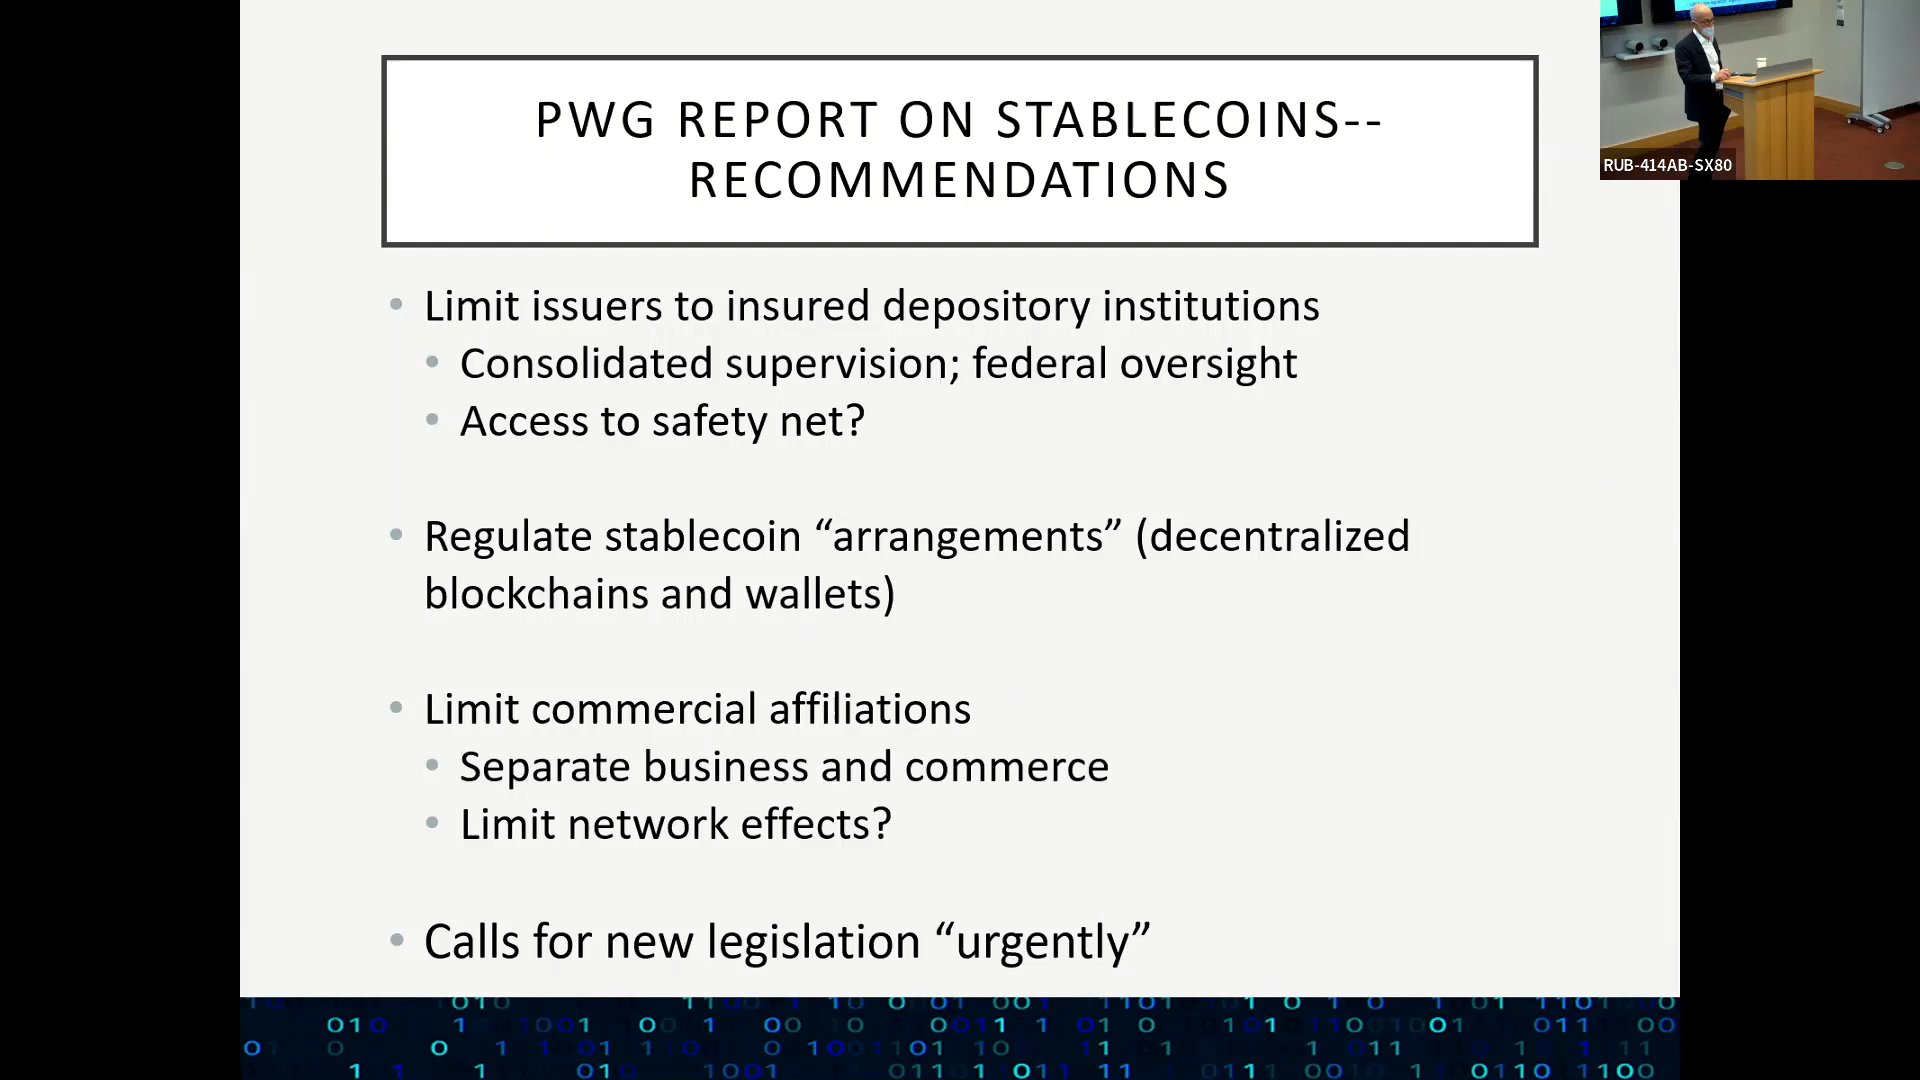 PWG REPORT ON STABLECOINS--
RECOMMENDATIONS
RUB-414AB-SX80
• Limit issuers to insured depository institutions
• Consolidated supervision; federal oversight
• Access to safety net?
• Regulate stablecoin “arrangements” (decentralized
blockchains and wallets)
• Limit commercial affiliations
• Separate business and commerce
• Limit network effects?
• Calls for new legislation “urgently”